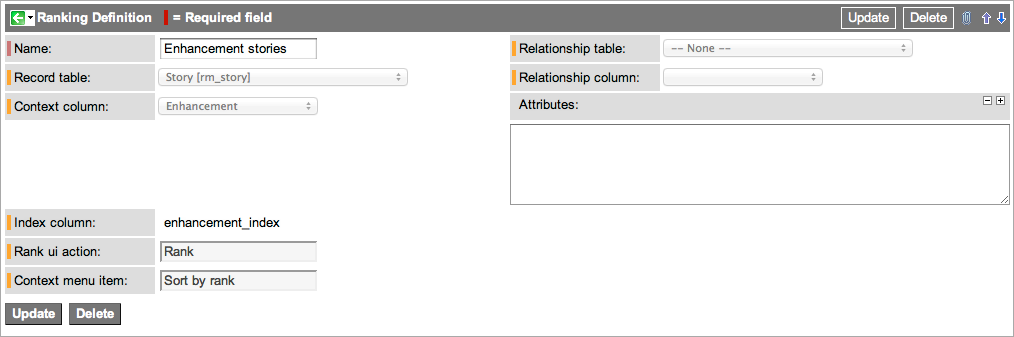 Ranking Definition = Required field Update Delete
Name: Enhancement stories Relationship table: -- None --
Record table: Story [rm_story] Relationship column:
Context column: Enhancement Attributes:
Index column: enhancement_index
Rank ui action: Rank
Context menu item: Sort by rank
Update Delete